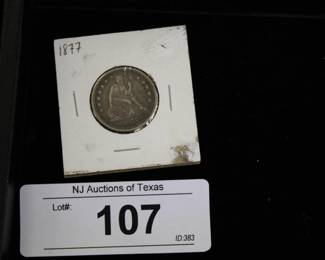 1877
NJ Auctions of Texas
Lot#:
107
ID:383